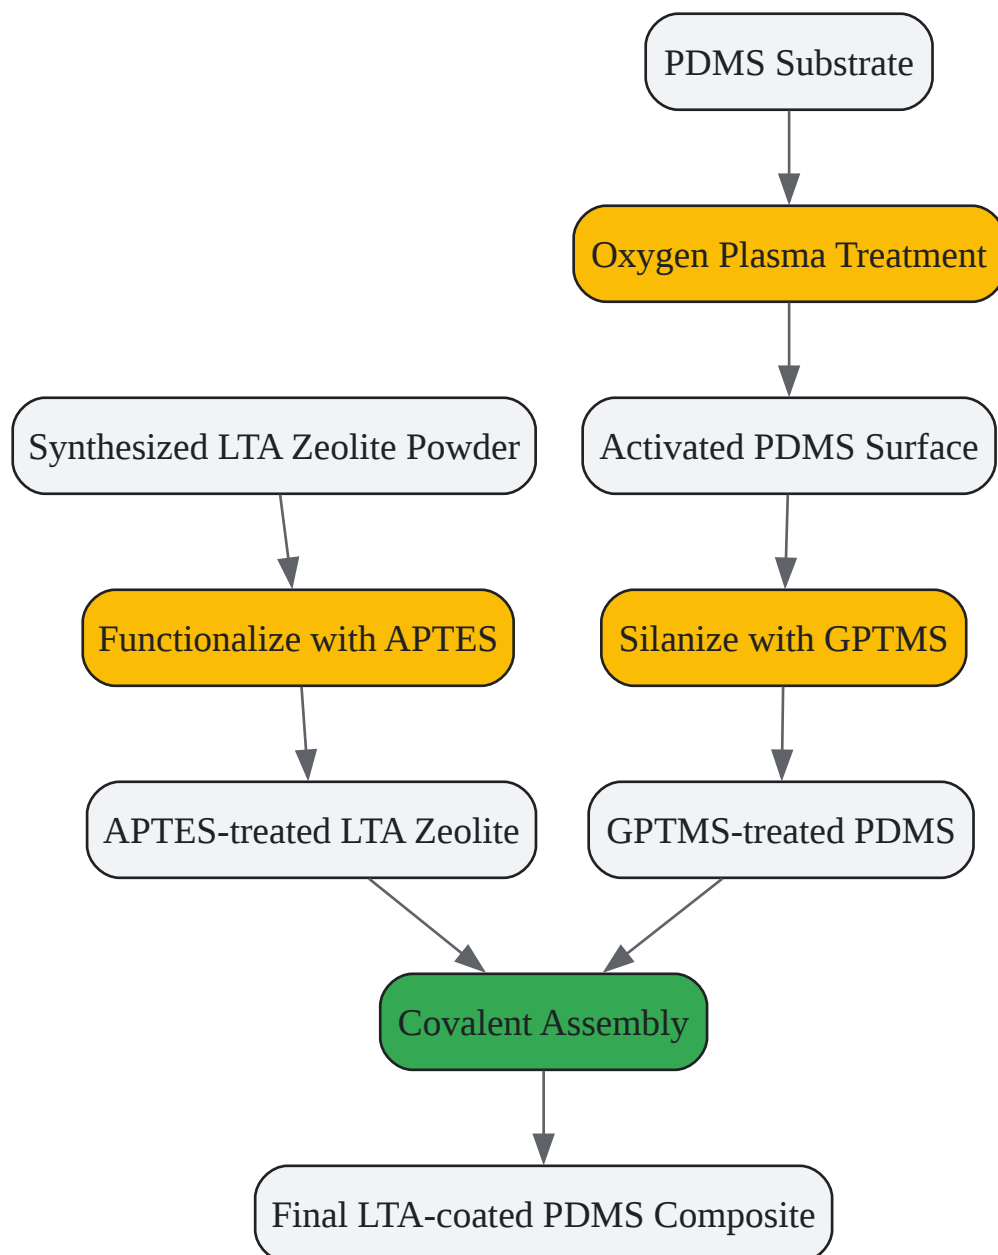 PDMS Substrate
Oxygen Plasma Treatment
Synthesized LTA Zeolite Powder
Activated PDMS Surface
Functionalize with APTES
Silanize with GPTMS
APTES-treated LTA Zeolite
GPTMS-treated PDMS
Covalent Assembly
Final LTA-coated PDMS Composite